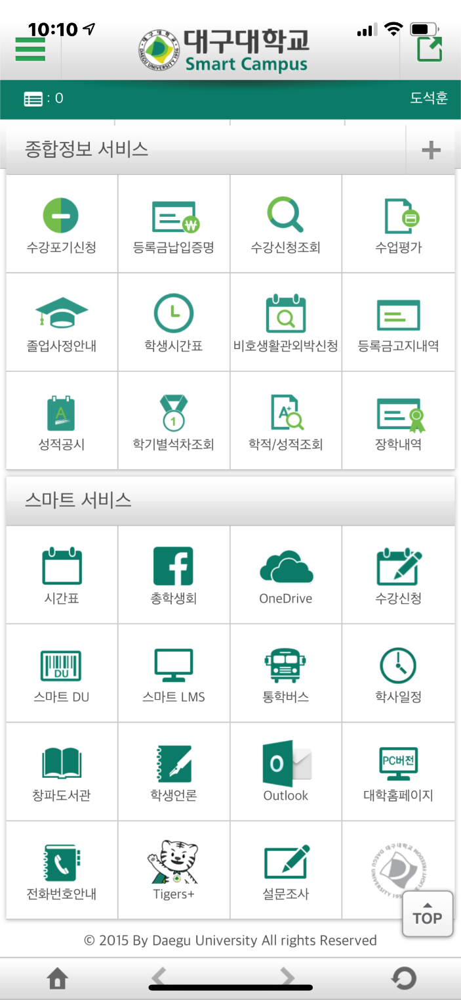 10:10
대구대학교
Smart Campus
: 0
도석훈
종합정보 서비스
+
수강포기신청
등록금납입증명
수강신청조회
수업평가
졸업사정안내
학생시간표
비호생활관외박신청
등록금고지내역
A
1
A+
성적공시
학기별석차조회
학적/성적조회
장학내역
스마트 서비스
시간표
총학생회
OneDrive
수강신청
DU
스마트 DU
스마트 LMS
통학버스
학사일정
PC버전
창파도서관
학생언론
Outlook
대학홈페이지
전화번호안내
Tigers+
설문조사
TOP
© 2015 By Daegu University All rights Reserved